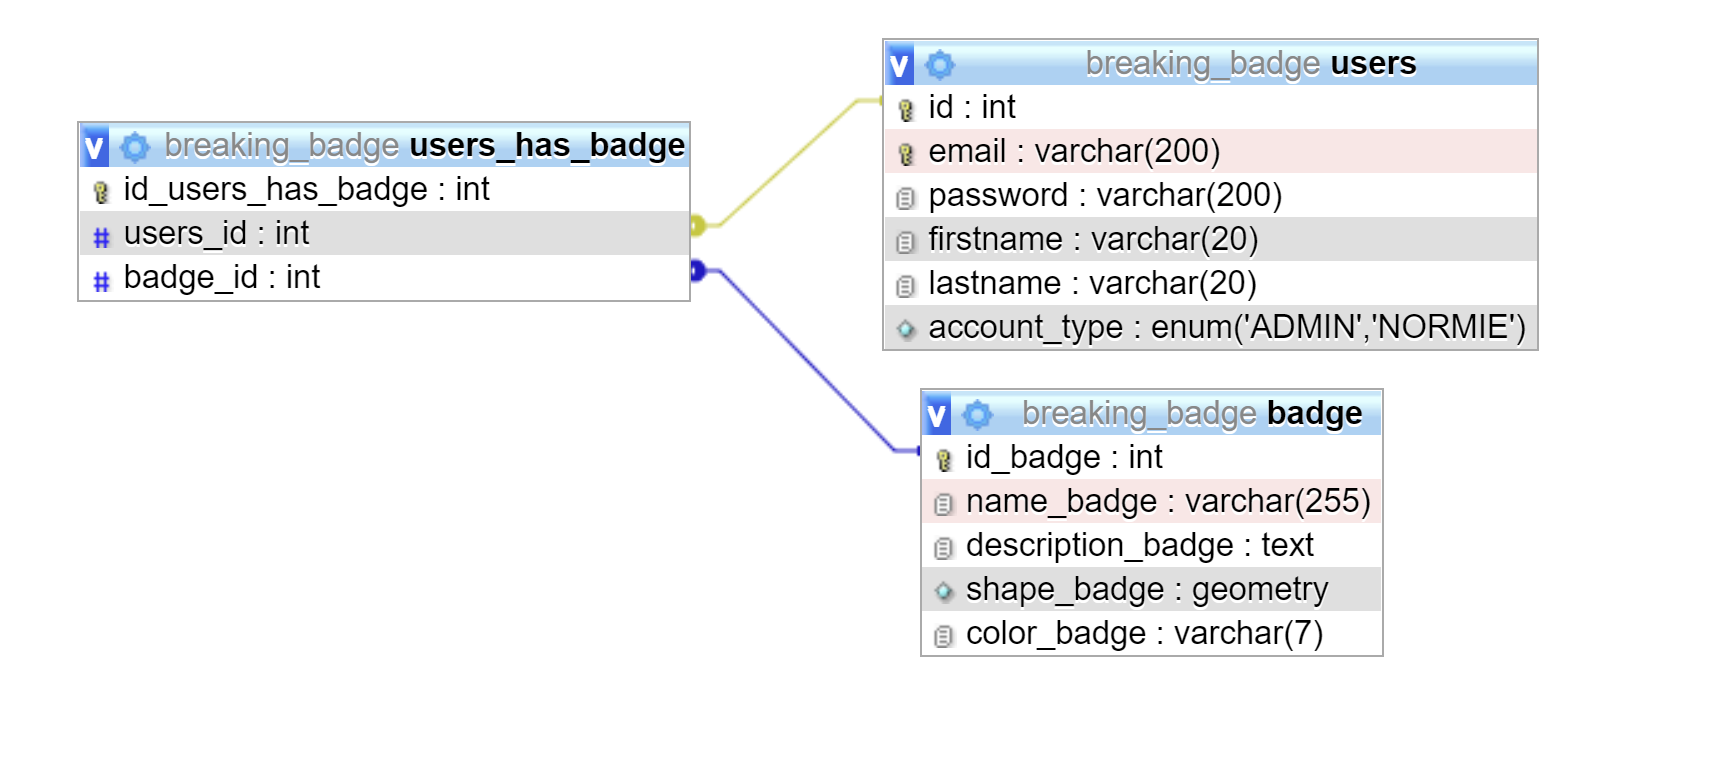 v breaking_badge users_has_badge
id_users_has_badge : int
# users_id : int
# badge_id : int
v breaking_badge users
id : int
email : varchar(200)
password : varchar(200)
firstname : varchar(20)
lastname : varchar(20)
account_type : enum('ADMIN','NORMIE')
v breaking_badge badge
id_badge : int
name_badge : varchar(255)
description_badge : text
shape_badge : geometry
color_badge : varchar(7)